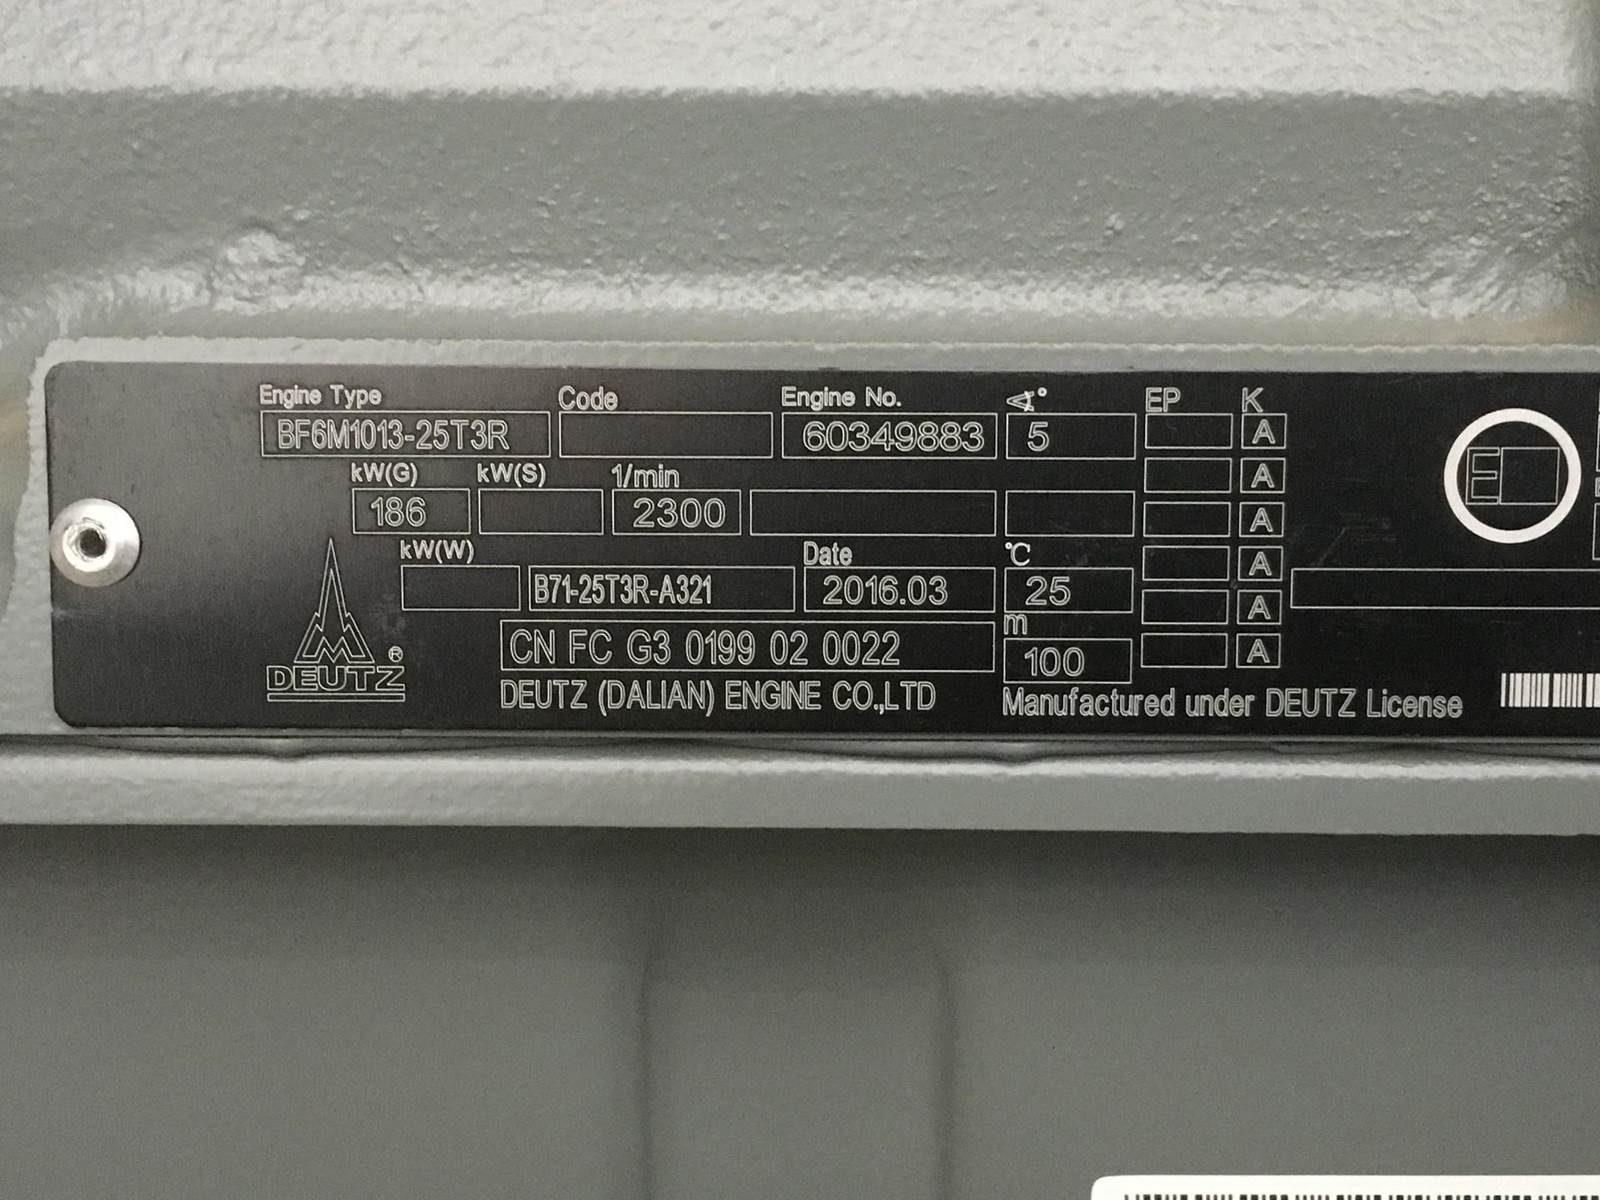 Engine Type Code Engine No. ∢° EP K
BF6M1013-25T3R 60349883 5 A
kW(G) kW(S) 1/min A
186 2300 A
kW(W) Date ℃ A
B71-25T3R-A321 2016.03 25 A
m
CN FC G3 0199 02 0022 100 A
DEUTZ®
DEUTZ (DALIAN) ENGINE CO.,LTD Manufactured under DEUTZ License
E